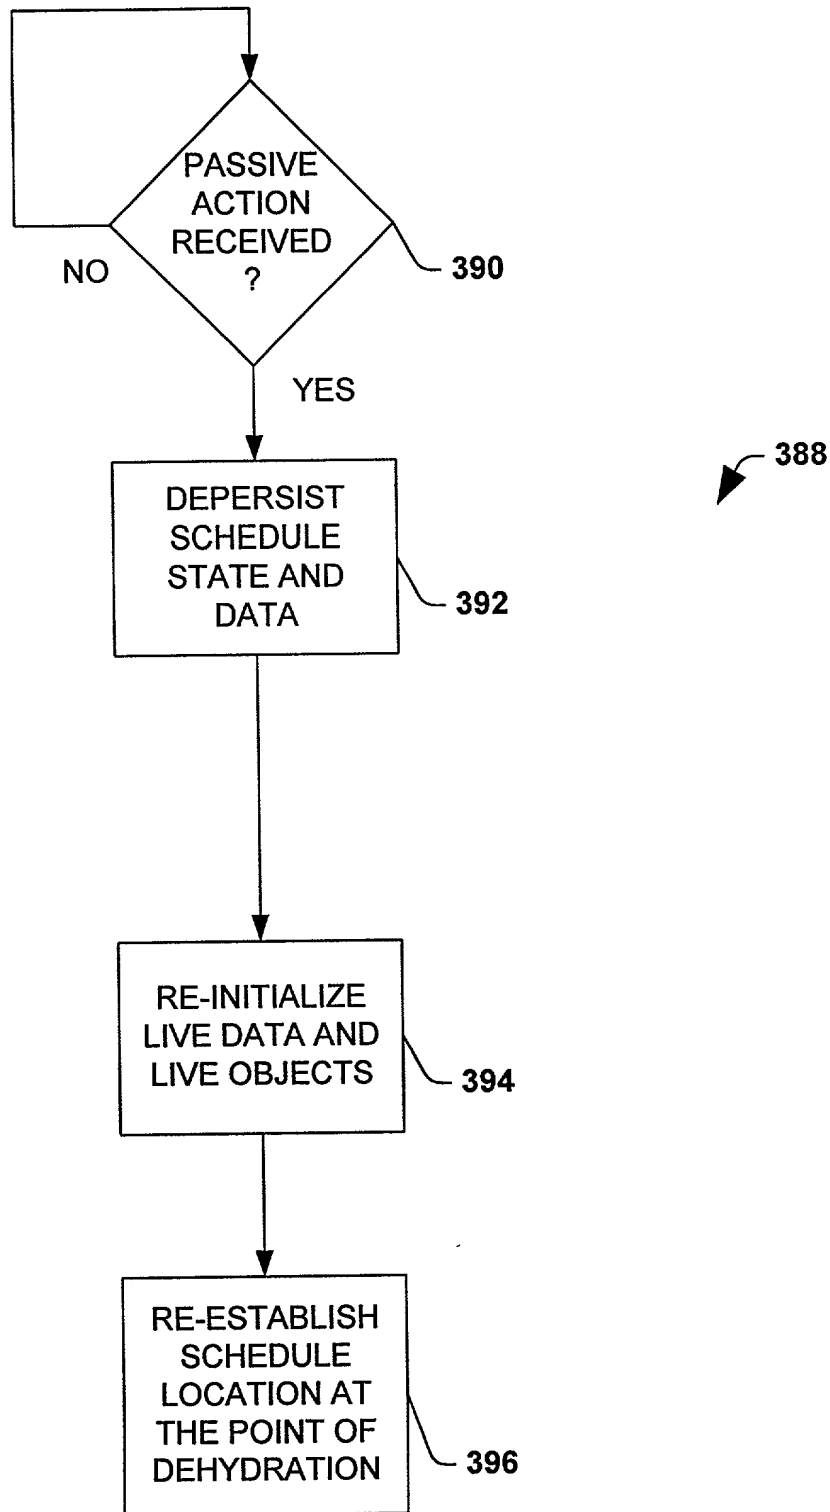 PASSIVE
ACTION
RECEIVED
?
NO
390
YES
388
DEPERSIST
SCHEDULE
STATE AND
DATA
392
RE-INITIALIZE
LIVE DATA AND
LIVE OBJECTS
394
RE-ESTABLISH
SCHEDULE
LOCATION AT
THE POINT OF
DEHYDRATION
396